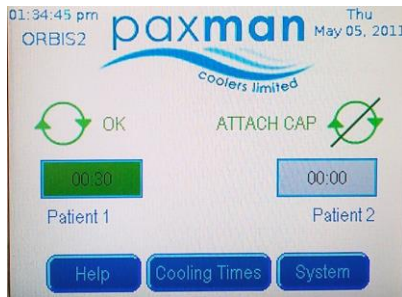 01:34:45 pm
ORBIS2
paxman
coolers limited
Thu
May 05, 2011
OK
ATTACH CAP
00:30
00:00
Patient 1
Patient 2
Help
Cooling Times
System